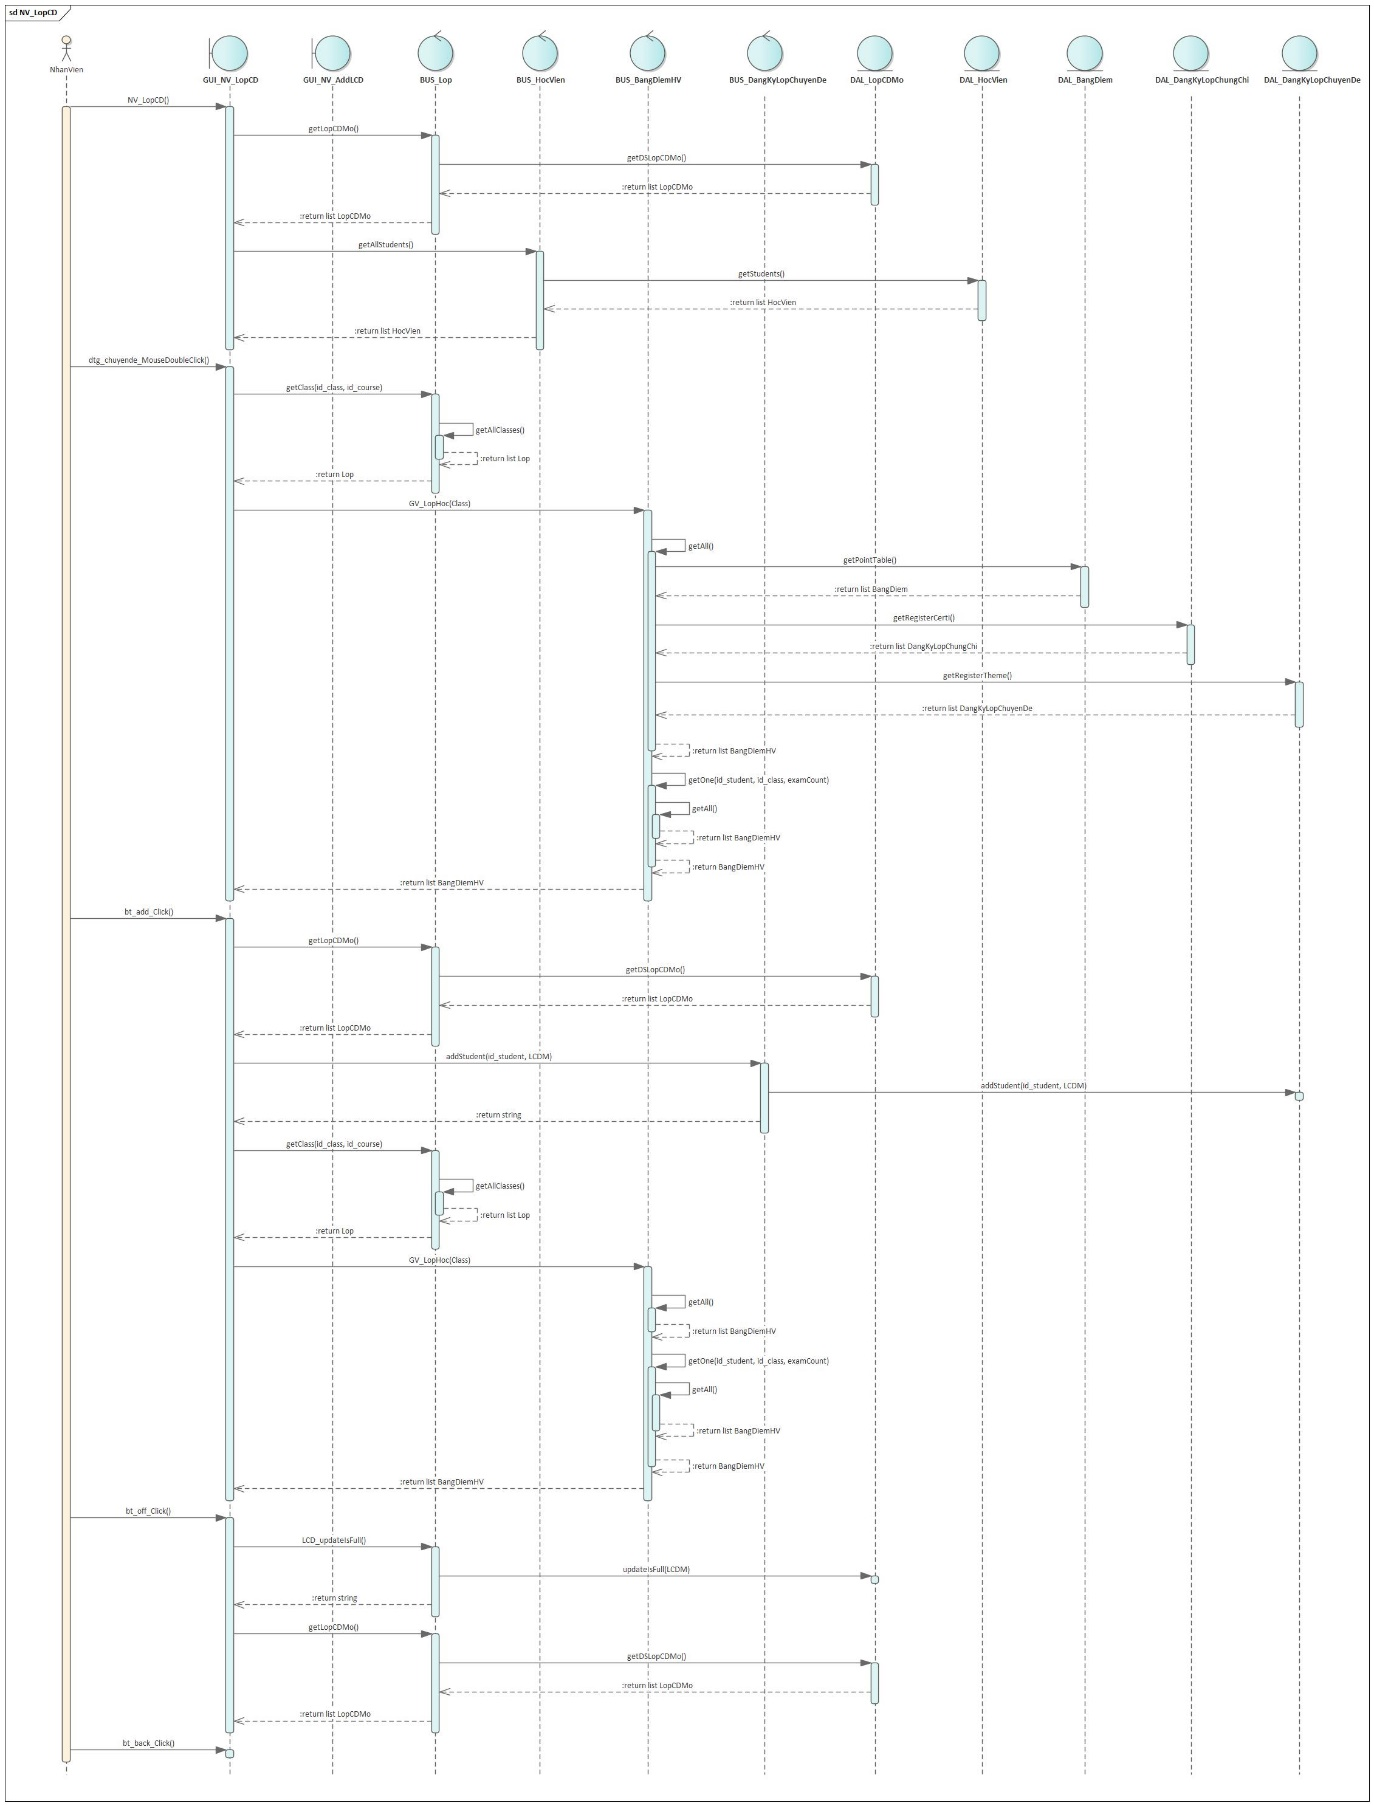 sd NV_LopCD
NhanVien
GUI_NV_LopCD
GUI_NV_AddLCD
BUS_Lop
BUS_HocVien
BUS_BangDiemHV
BUS_DangKyLopChuyenDe
DAL_LopCDMo
DAL_HocVien
DAL_BangDiem
DAL_DangKyLopChungChi
DAL_DangKyLopChuyenDe
NV_LopCD()
getLopCDMo()
getDSLopCDMo()
:return list LopCDMo
:return list LopCDMo
getAllStudents()
getStudents()
:return list HocVien
:return list HocVien
dtg_chuyende_MouseDoubleClick()
getClass(id_class, id_course)
getAllClasses()
:return list Lop
:return Lop
GV_LopHoc(Class)
getAll()
getPointTable()
:return list BangDiem
getRegisterCerti()
:return list DangKyLopChungChi
getRegisterTheme()
:return list DangKyLopChuyenDe
:return list BangDiemHV
getOne(id_student, id_class, examCount)
getAll()
:return list BangDiemHV
:return BangDiemHV
:return list BangDiemHV
bt_add_Click()
getLopCDMo()
getDSLopCDMo()
:return list LopCDMo
:return list LopCDMo
addStudent(id_student, LCDM)
addStudent(id_student, LCDM)
:return string
getClass(id_class, id_course)
getAllClasses()
:return list Lop
:return Lop
GV_LopHoc(Class)
getAll()
:return list BangDiemHV
getOne(id_student, id_class, examCount)
getAll()
:return list BangDiemHV
:return BangDiemHV
:return list BangDiemHV
bt_off_Click()
LCD_updateIsFull()
updateIsFull(LCDM)
:return string
getLopCDMo()
getDSLopCDMo()
:return list LopCDMo
:return list LopCDMo
bt_back_Click()